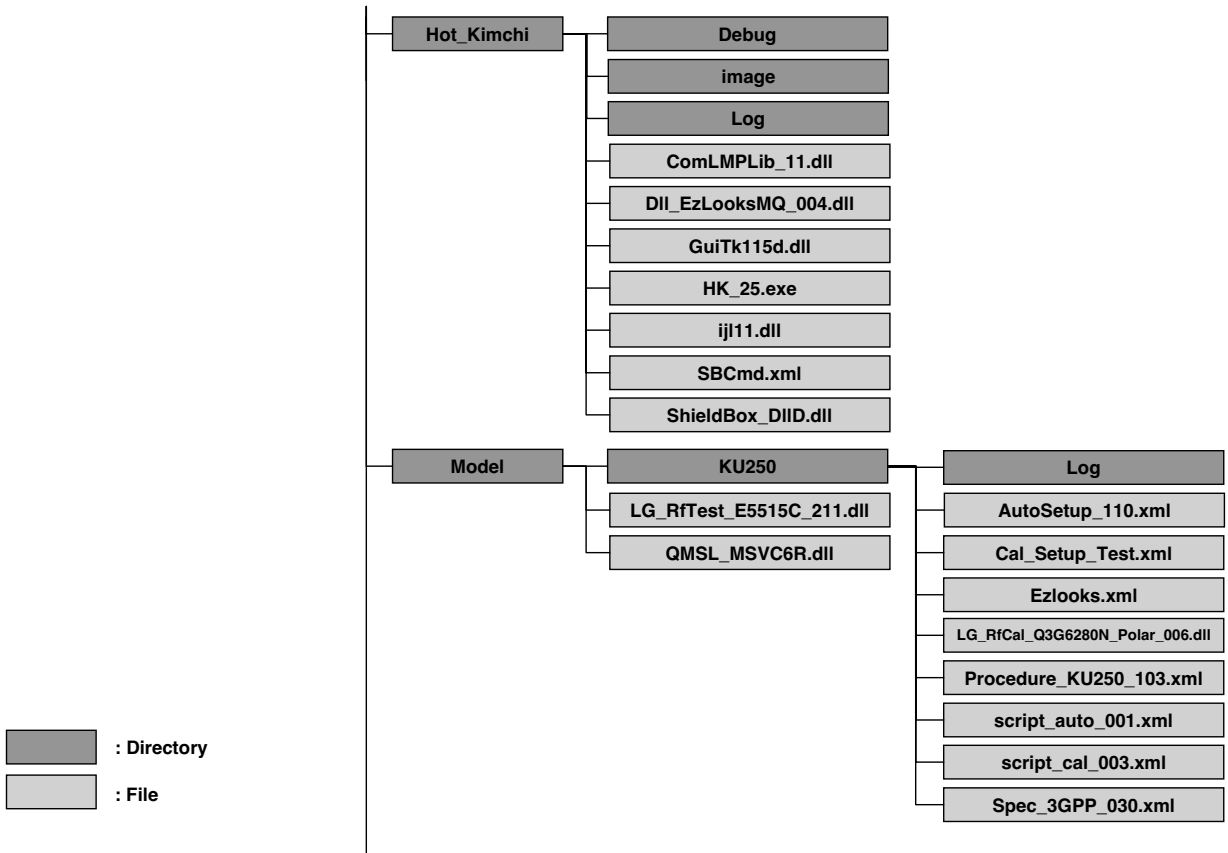 Hot_Kimchi
Debug
image
Log
ComLMPLib_11.dll
Dll_EzLooksMQ_004.dll
GuiTk115d.dll
HK_25.exe
ijl11.dll
SBCmd.xml
ShieldBox_DllD.dll
Model
KU250
LG_RfTest_E5515C_211.dll
QMSL_MSVC6R.dll
Log
AutoSetup_110.xml
Cal_Setup_Test.xml
Ezlooks.xml
LG_RfCal_Q3G6280N_Polar_006.dll
Procedure_KU250_103.xml
script_auto_001.xml
script_cal_003.xml
Spec_3GPP_030.xml
: Directory
: File